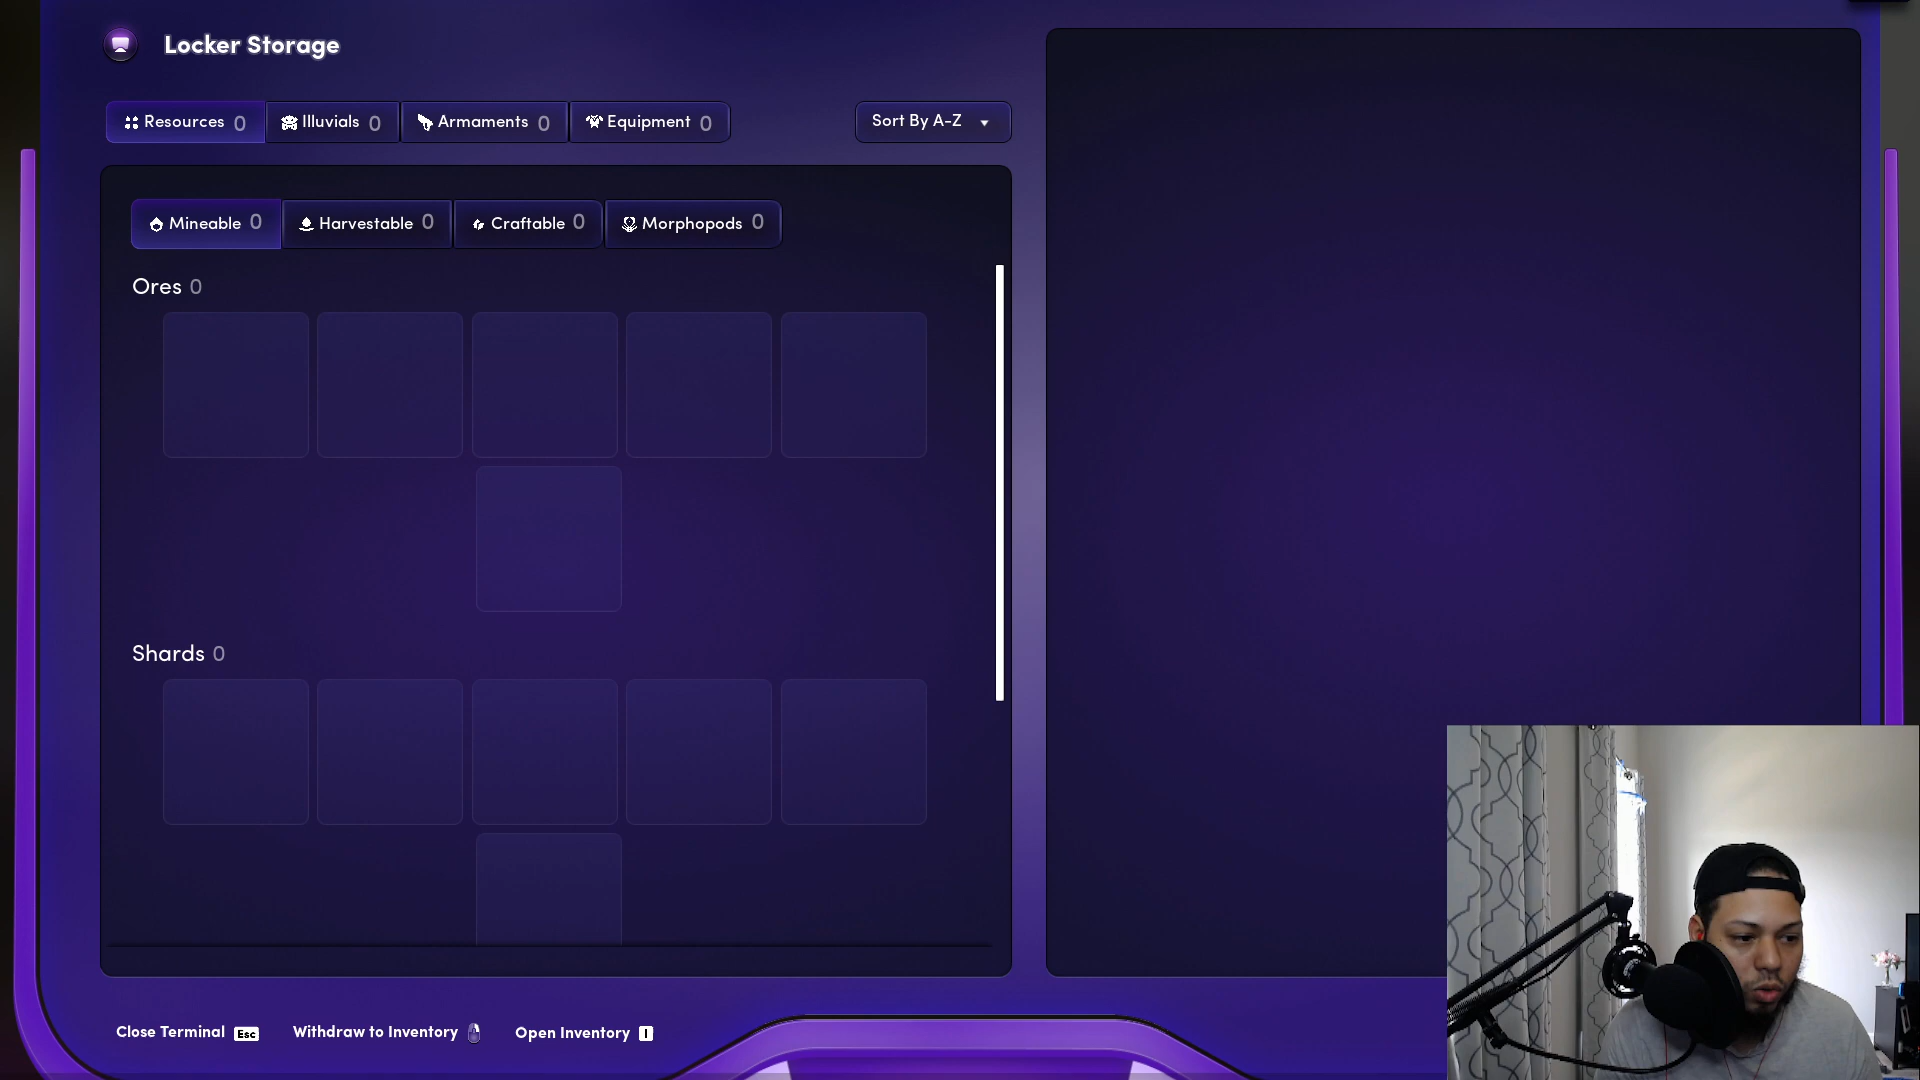 Locker Storage
Resources 0
Illuvials 0
Armaments 0
Equipment 0
Sort By A-Z
Mineable 0
Harvestable 0
Craftable 0
Morphopods 0
Ores 0
Shards 0
Close Terminal Esc
Withdraw to Inventory
Open Inventory I